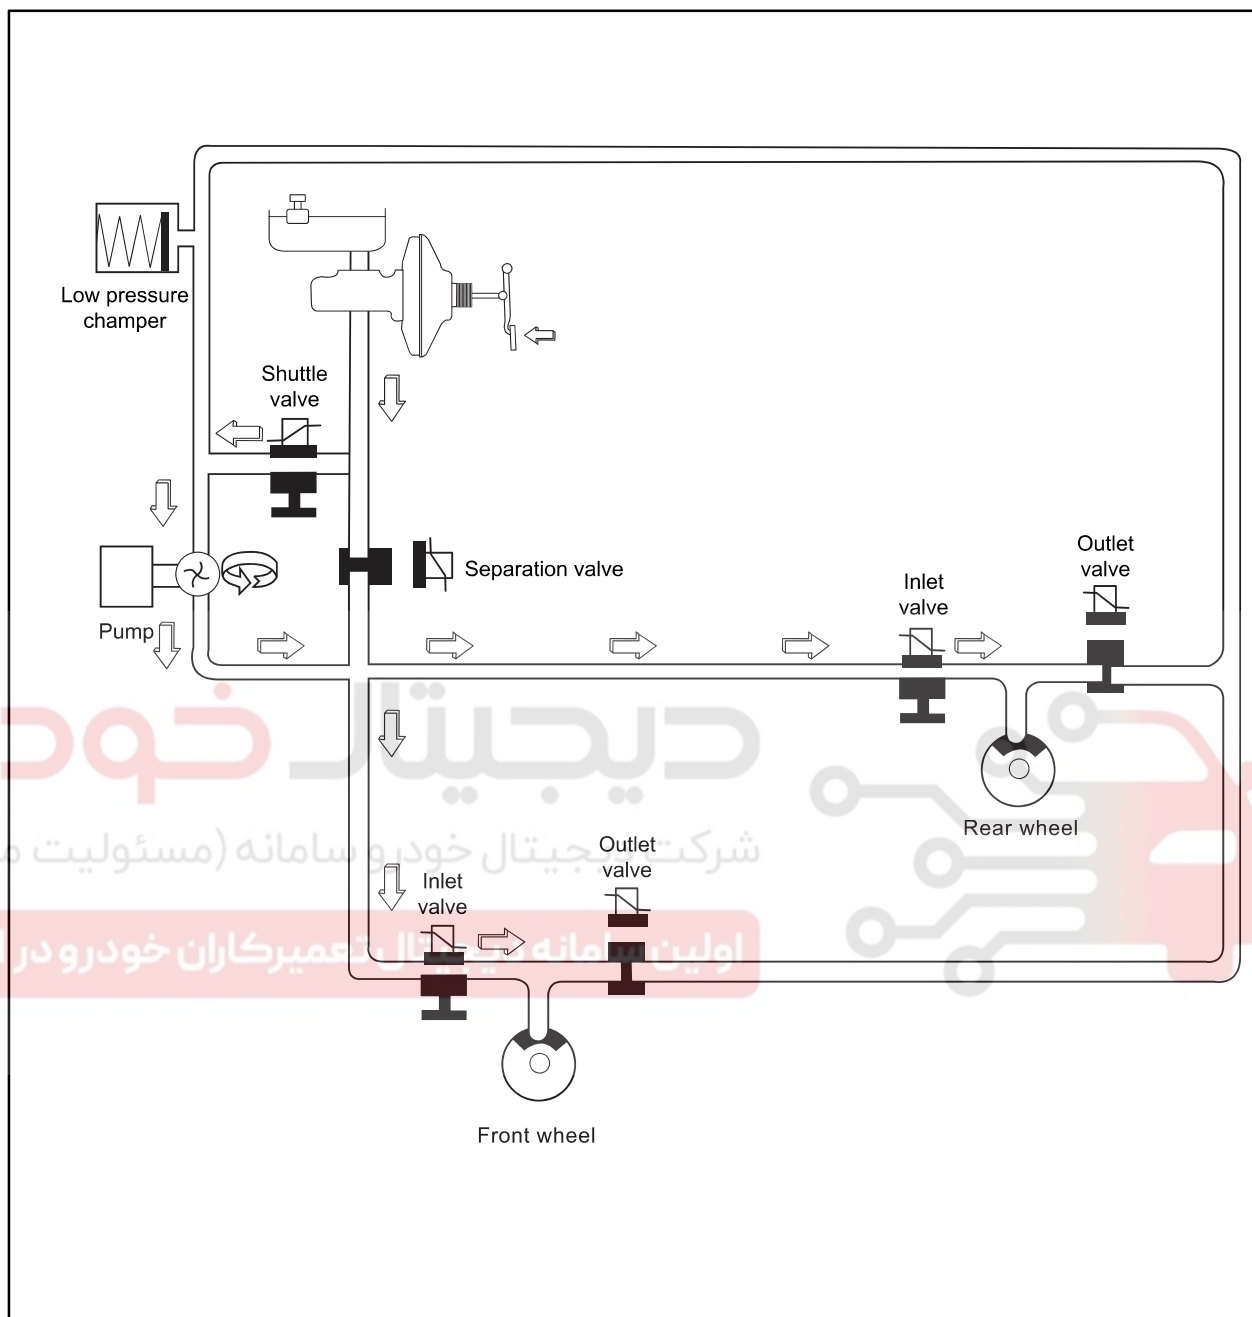 Low pressure
champer
Shuttle
valve
Separation valve
Pump
Inlet
valve
Outlet
valve
Rear wheel
Inlet
valve
Outlet
valve
Front wheel
دیجیتال خود
شرکت دیجیتال خودرو سامانه (مسئولیت م
اولین سامانه دیجیتال تعمیرکاران خودرو در ا